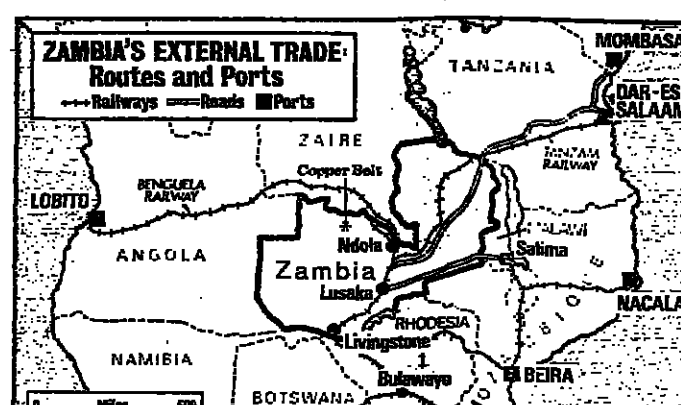 ZAMBIA'S EXTERNAL TRADE:
Routes and Ports
Railways Roads Ports
MOMBASA
TANZANIA
DAR-ES
SALAAM
ZAIRE
TANZAM
RAILWAY
Copper Belt
BENGUELA
RAILWAY
LOBITO
ANGOLA
Ndola
Zambia
Salima
Lusaka
NACALA
RHODESIA
Livingstone
NAMIBIA
BEIRA
Bulawayo
BOTSWANA
0 Miles